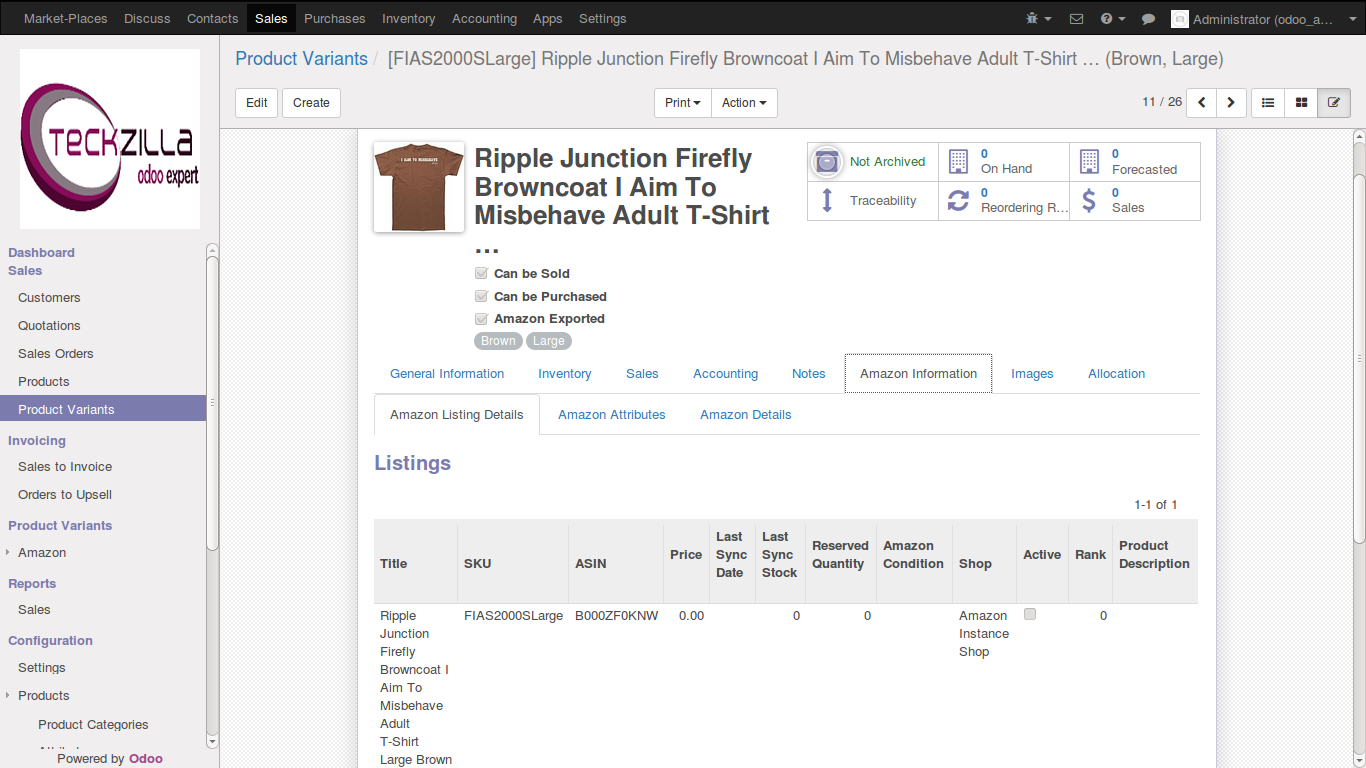 Market-Places Discuss Contacts Sales Purchases Inventory Accounting Apps Settings Administrator (odoo_a...
TECKZILLA
odoo expert
Dashboard
Sales
Customers
Quotations
Sales Orders
Products
Product Variants
Invoicing
Sales to Invoice
Orders to Upsell
Product Variants
Amazon
Reports
Sales
Configuration
Settings
Products
Product Categories
Powered by Odoo
Product Variants / [FIAS2000SLarge] Ripple Junction Firefly Browncoat I Aim To Misbehave Adult T-Shirt ... (Brown, Large)
Edit Create Print Action 11 / 26
I AIM TO MISBEHAVE
Ripple Junction Firefly
Browncoat I Aim To
Misbehave Adult T-Shirt
...
Not Archived
0
On Hand
0
Forecasted
Traceability
0
Reordering R...
0
Sales
Can be Sold
Can be Purchased
Amazon Exported
Brown Large
General Information Inventory Sales Accounting Notes Amazon Information Images Allocation
Amazon Listing Details Amazon Attributes Amazon Details
Listings
1-1 of 1
Title SKU ASIN Price Last Sync Date Last Sync Stock Reserved Quantity Amazon Condition Shop Active Rank Product Description
Ripple FIAS2000SLarge B000ZF0KNW 0.00 0 0 Amazon 0
Junction Instance
Firefly Shop
Browncoat I
Aim To
Misbehave
Adult
T-Shirt
Large Brown